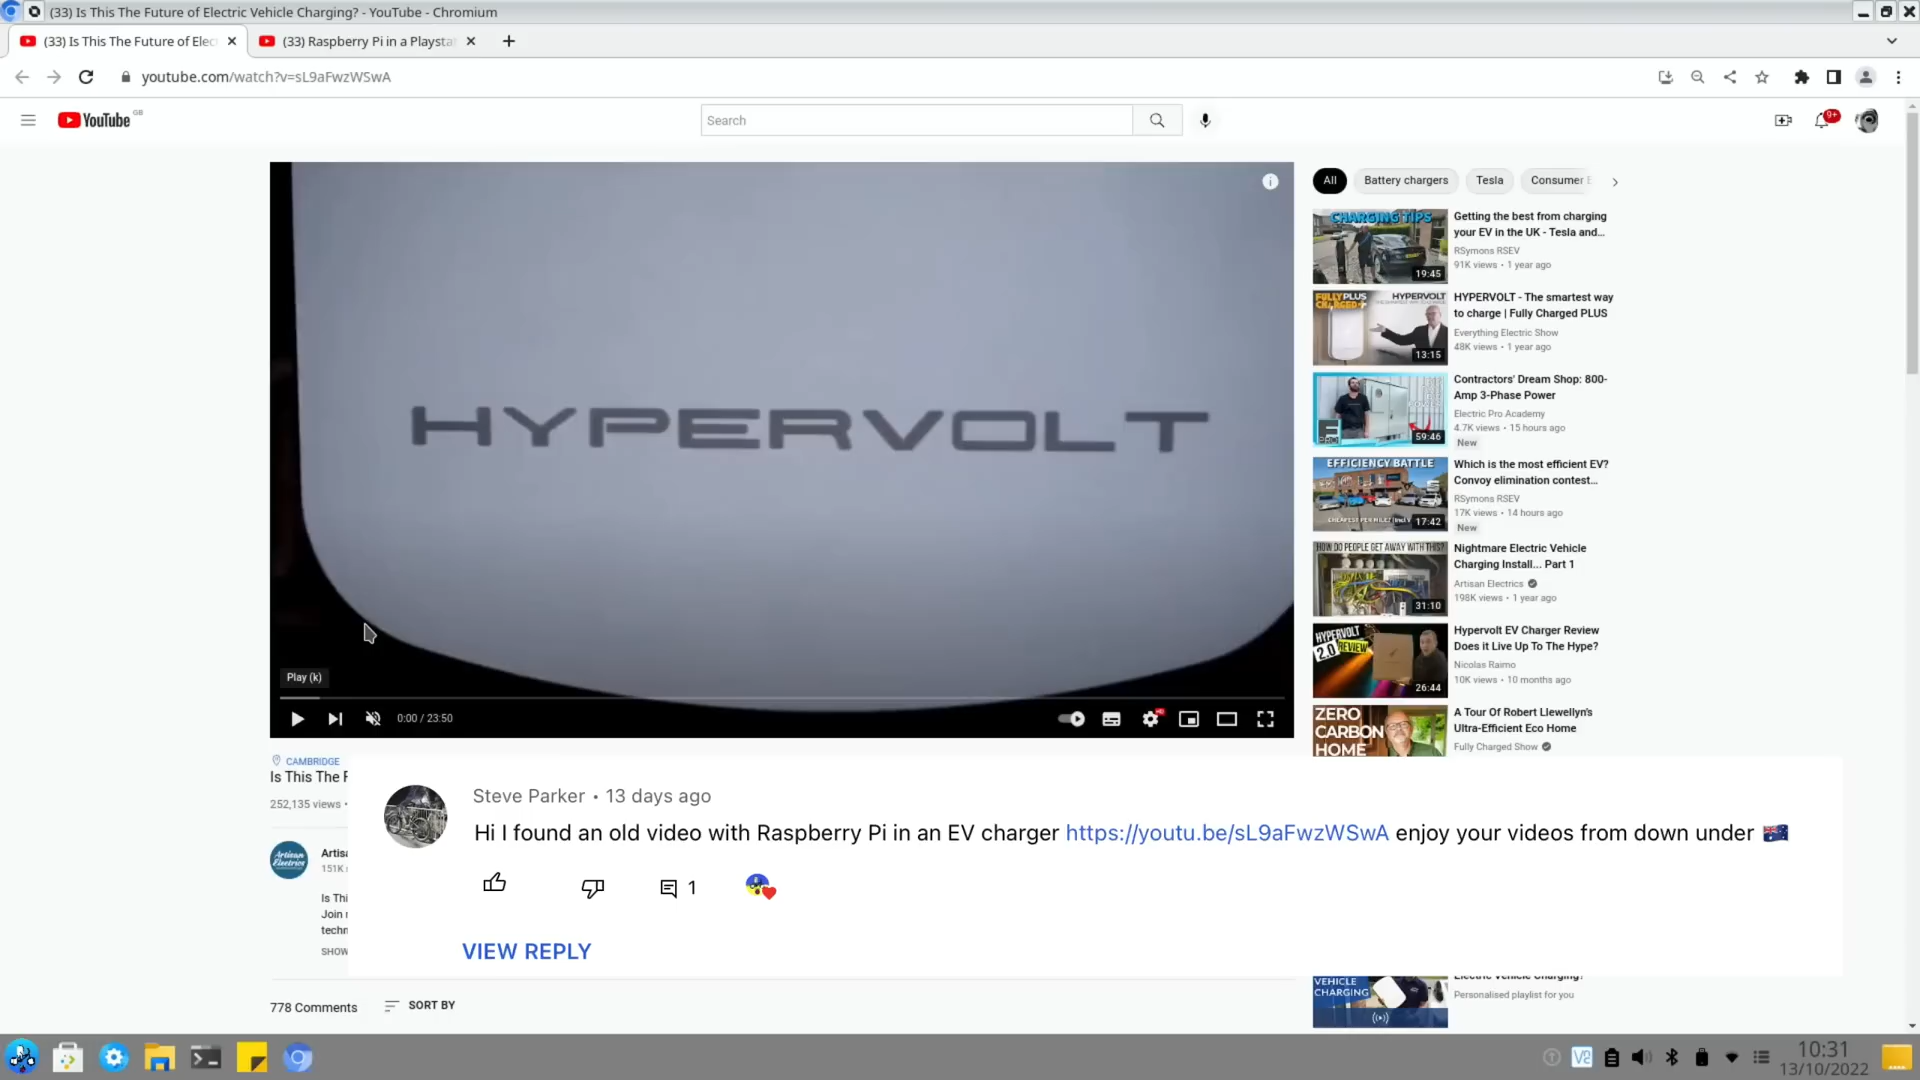 (33) Is This The Future of Electric Vehicle Charging? - YouTube - Chromium
(33) Is This The Future of Elec
(33) Raspberry Pi in a Playsta
youtube.com/watch?v=sL9aFwzWSwA
YouTube GB
Search
9+
HYPERVOLT
Play (k)
0:00 / 23:50
HD
All
Battery chargers
Tesla
Consumer E
CHARGING TIPS
19:45
Getting the best from charging
your EV in the UK - Tesla and...
RSymons RSEV
91K views • 1 year ago
FULLY PLUS
CHARGED
HYPERVOLT
13:15
HYPERVOLT - The smartest way
to charge | Fully Charged PLUS
Everything Electric Show
48K views • 1 year ago
59:46
Contractors' Dream Shop: 800-
Amp 3-Phase Power
Electric Pro Academy
4.7K views • 15 hours ago
New
EFFICIENCY BATTLE
17:42
Which is the most efficient EV?
Convoy elimination contest...
RSymons RSEV
17K views • 14 hours ago
New
HOW DO PEOPLE GET AWAY WITH THIS?
31:10
Nightmare Electric Vehicle
Charging Install... Part 1
Artisan Electrics
198K views • 1 year ago
HYPERVOLT
2.0 REVIEW
26:44
Hypervolt EV Charger Review
Does it Live Up To The Hype?
Nicolas Raimo
10K views • 10 months ago
ZERO
CARBON
HOME
A Tour Of Robert Llewellyn's
Ultra-Efficient Eco Home
Fully Charged Show
CAMBRIDGE
Is This The F
252,135 views •
Artisan
Electrics
Artisa
151K
Is Thi
Join
techn
SHOW
Steve Parker • 13 days ago
Hi I found an old video with Raspberry Pi in an EV charger https://youtu.be/sL9aFwzWSwA enjoy your videos from down under 🇦🇺
1
VIEW REPLY
778 Comments
SORT BY
VEHICLE
CHARGING
Electric Vehicle Charging?
Personalised playlist for you
10:31
13/10/2022